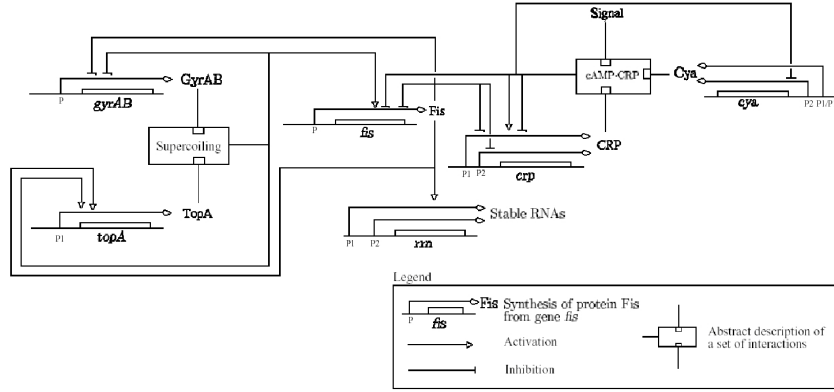 Signal
GyrAB
cAMP-CRP
Cya
P
gyrAB
Fis
cya
P2
P1/P1'
P
fis
Supercoiling
CRP
P1
P2
crp
TopA
Stable RNAs
P1
topA
P1
P2
rrn
Legend
Fis
Synthesis of protein Fis
from gene fis
P
fis
Activation
Abstract description of
a set of interactions
Inhibition